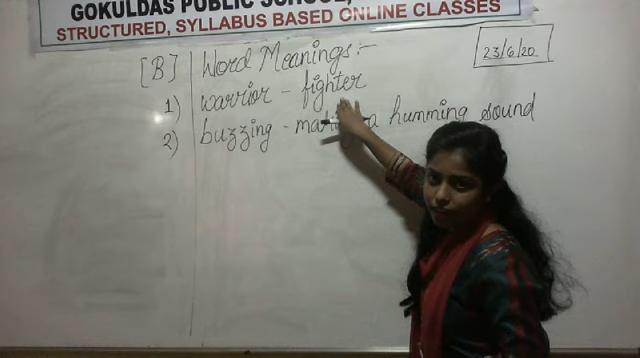 GOKULDAS PUBLIC SCHOOL,
STRUCTURED, SYLLABUS BASED ONLINE CLASSES
23/6/20
[B] Word Meanings:-
1) warrior - fighter
2) buzzing - making a humming sound